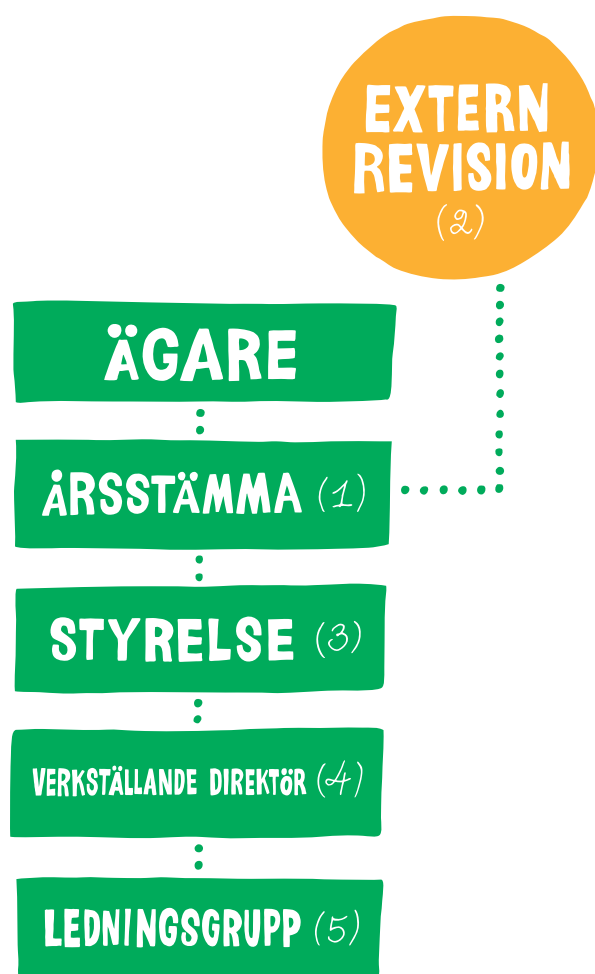 EXTERN
REVISION
(2)
ÄGARE
ÅRSSTÄMMA (1)
STYRELSE (3)
VERKSTÄLLANDE DIREKTÖR (4)
LEDNINGSGRUPP (5)